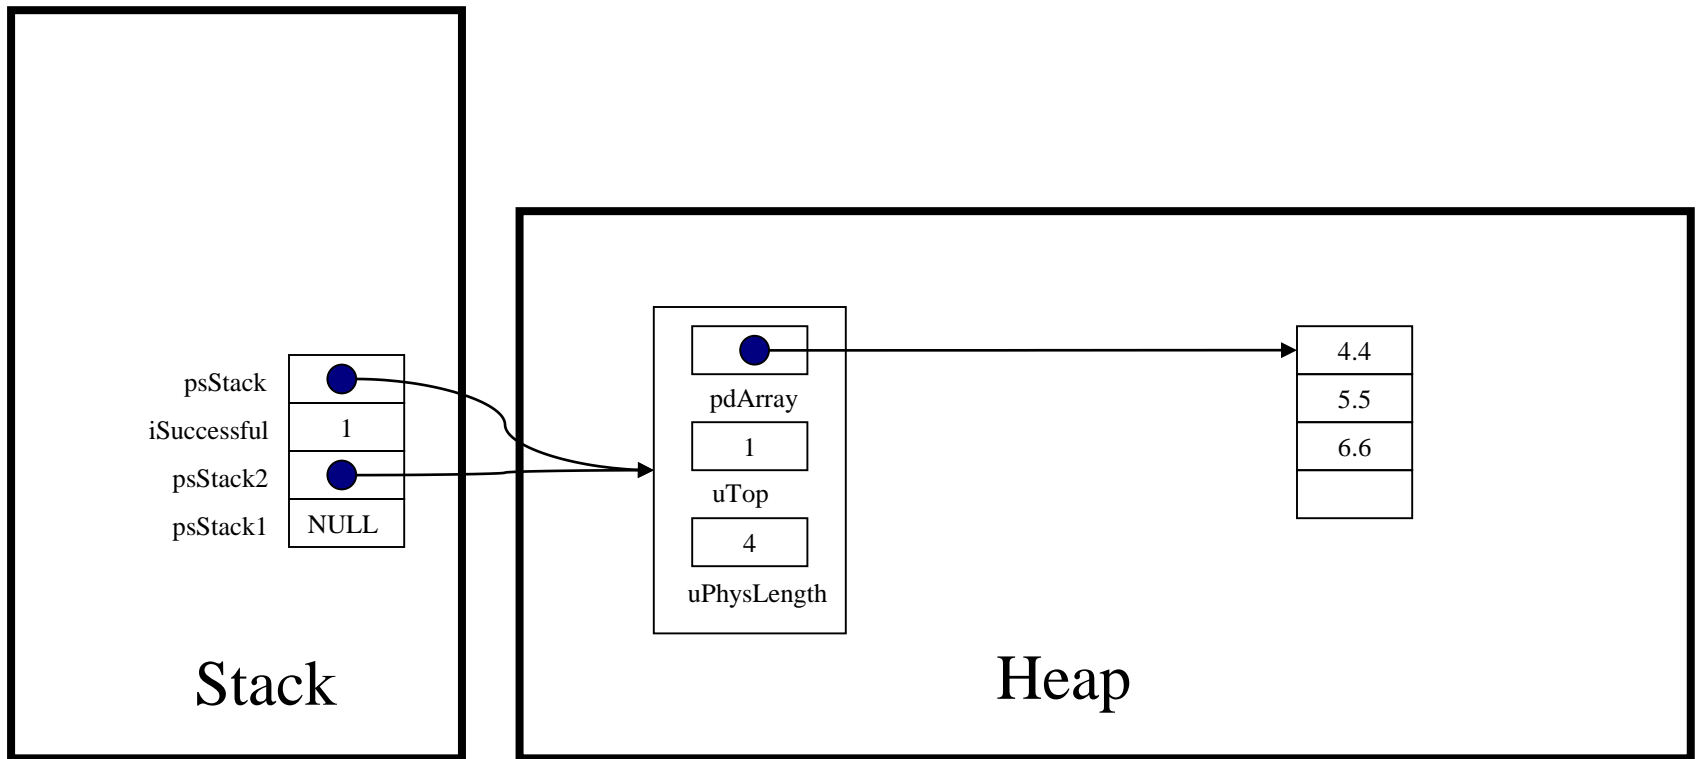 psStack
iSuccessful 1
psStack2
psStack1 NULL
Stack
pdArray
1
uTop
4
uPhysLength
4.4
5.5
6.6
Heap